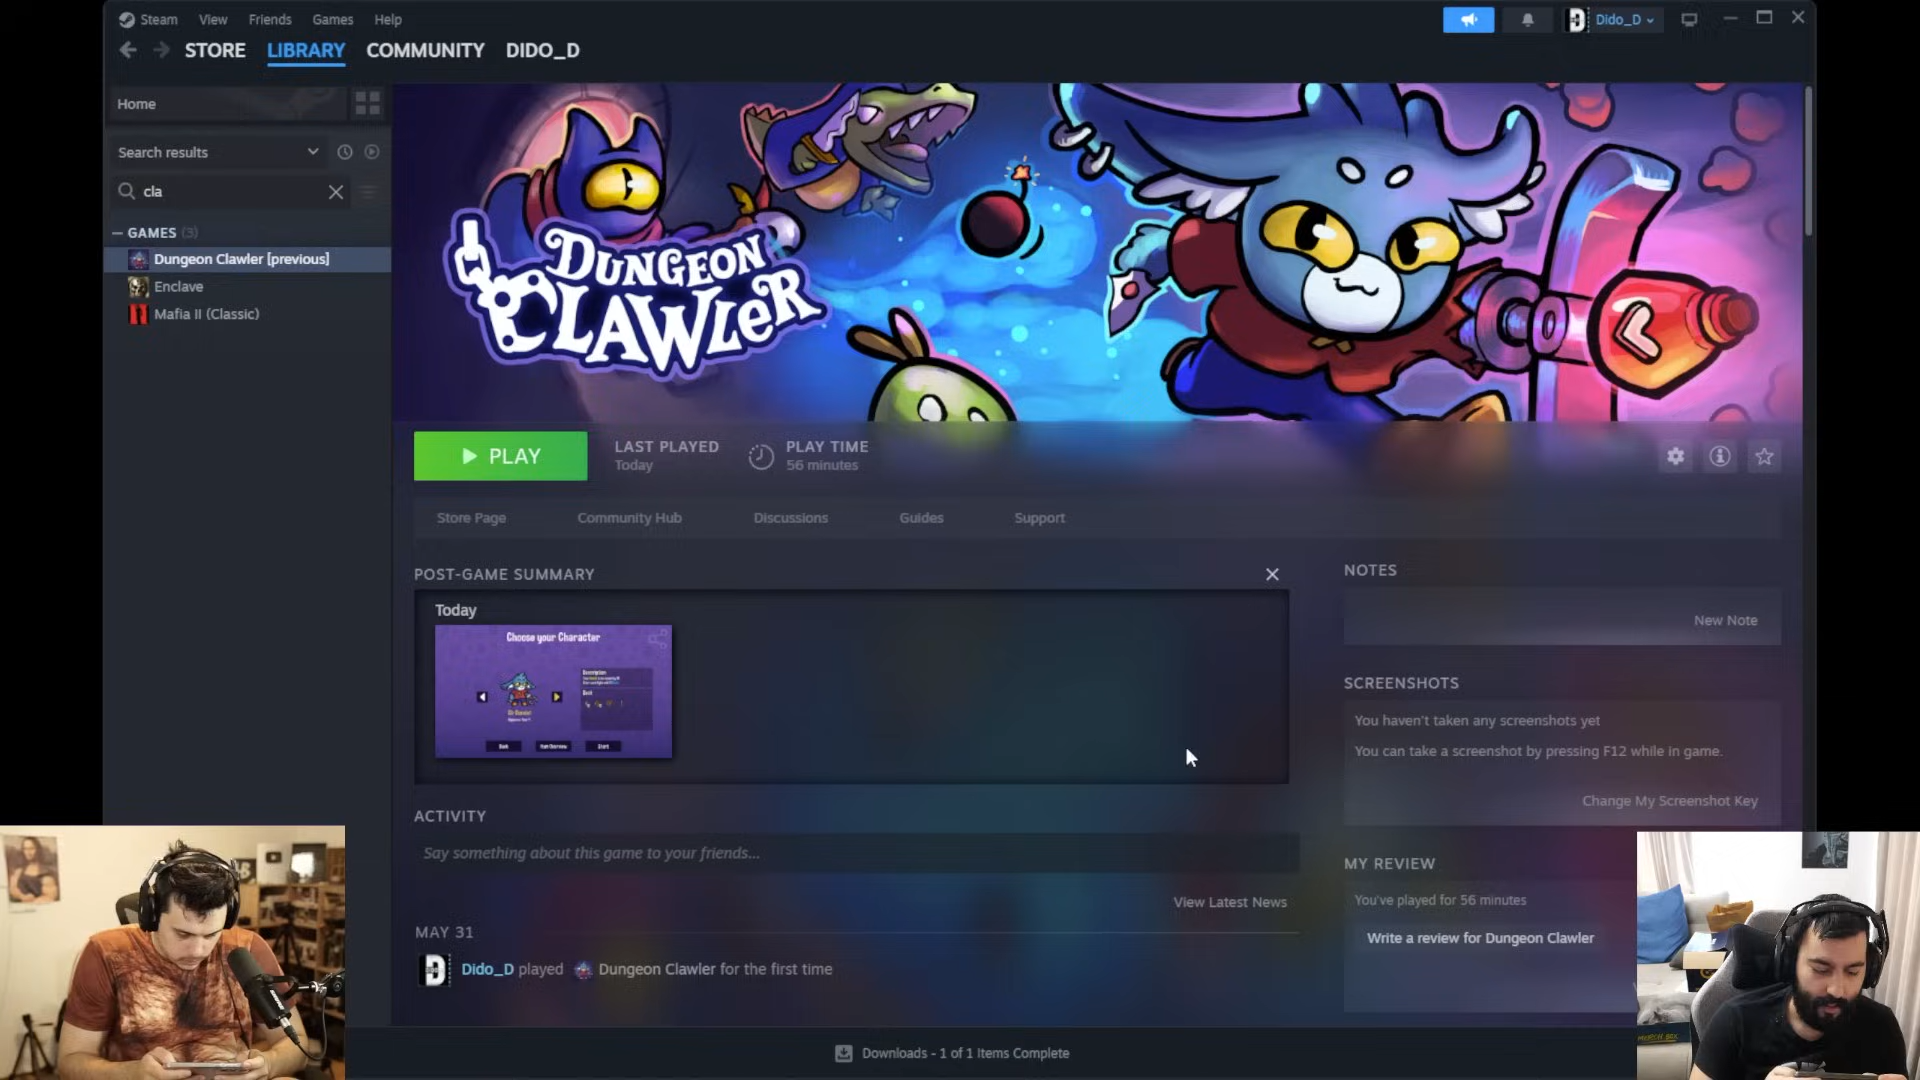 Steam View Friends Games Help
Dido_D
STORE LIBRARY COMMUNITY DIDO_D
Home
Search results
cla
GAMES (3)
Dungeon Clawler [previous]
Enclave
Mafia II (Classic)
DUNGEON
CLAWLER
PLAY
LAST PLAYED
Today
PLAY TIME
56 minutes
Store Page Community Hub Discussions Guides Support
POST-GAME SUMMARY
Today
Choose your Character
Description
Deck
Back
Start
NOTES
New Note
SCREENSHOTS
You haven't taken any screenshots yet
You can take a screenshot by pressing F12 while in game.
Change My Screenshot Key
ACTIVITY
Say something about this game to your friends...
View Latest News
MY REVIEW
You've played for 56 minutes
Write a review for Dungeon Clawler
MAY 31
Dido_D played Dungeon Clawler for the first time
Downloads - 1 of 1 Items Complete